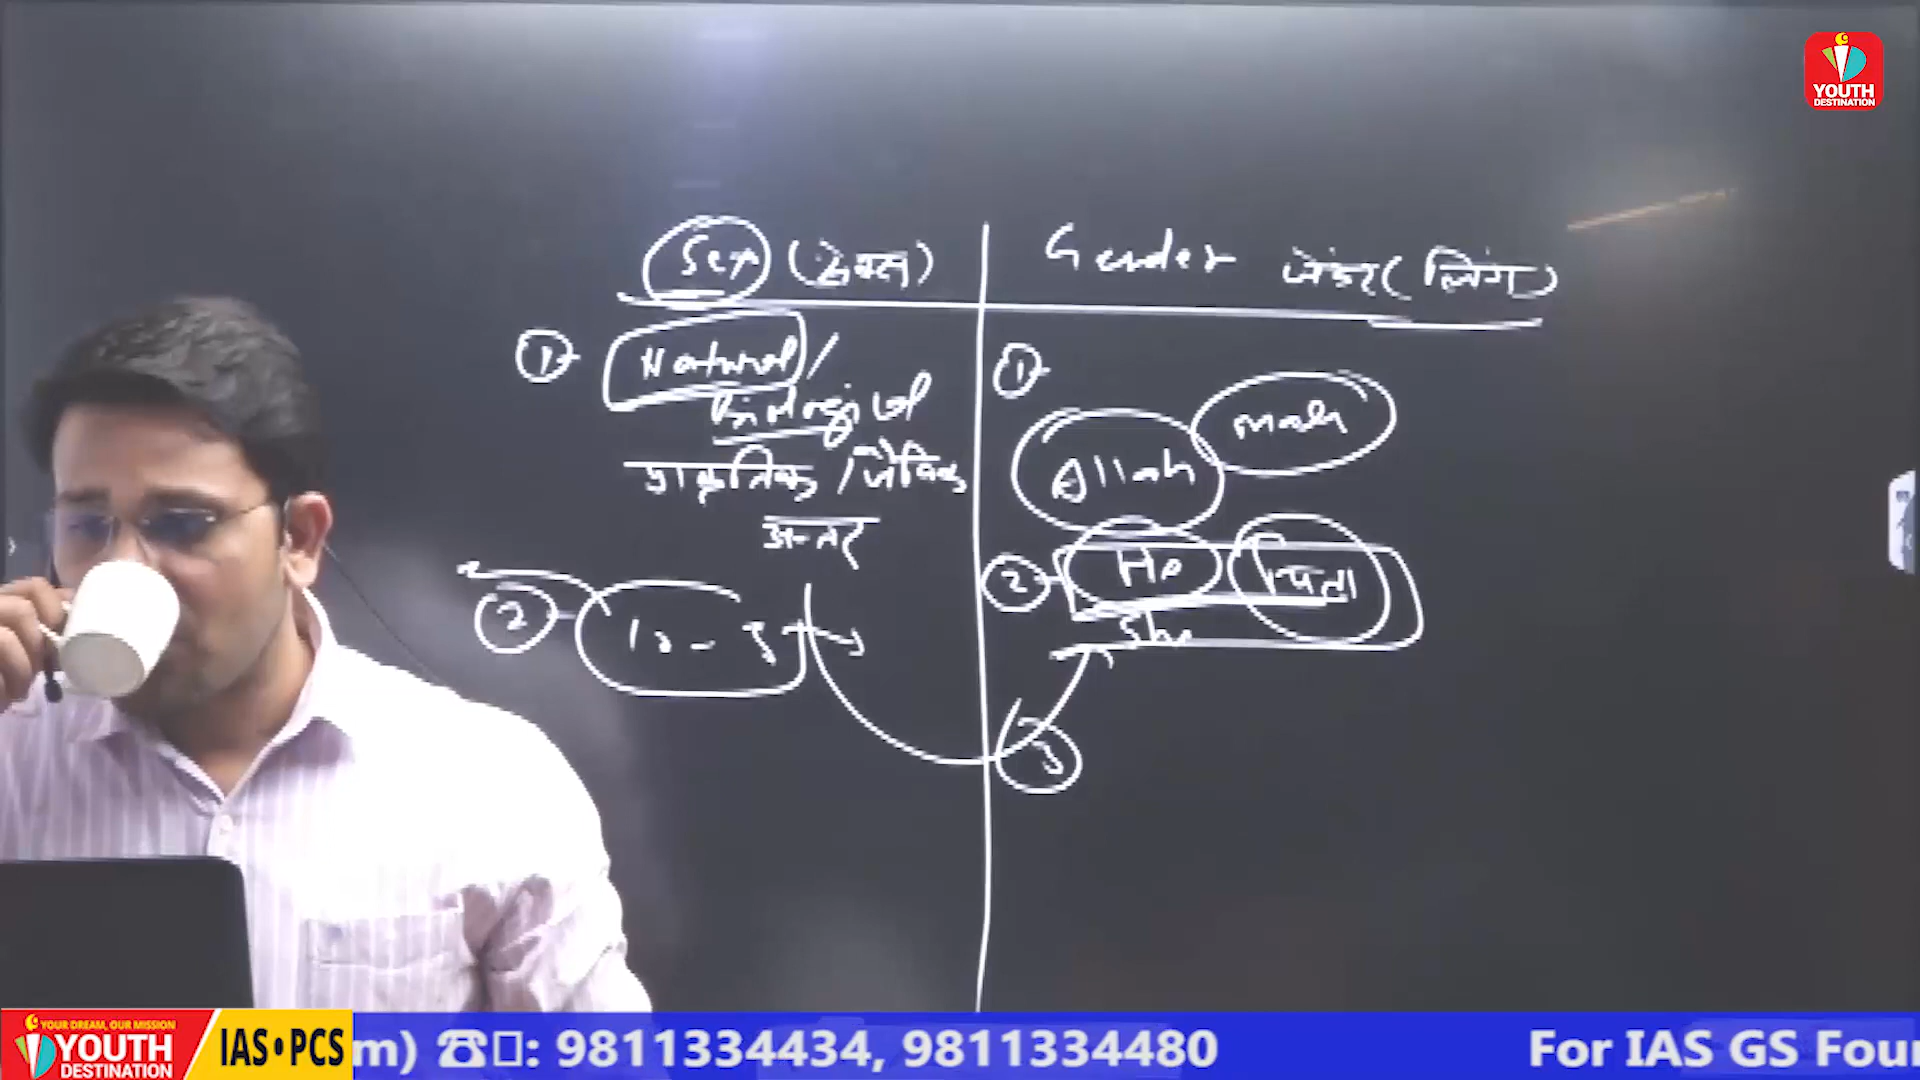 YOUTH
DESTINATION
Sex (सेक्स)
Gender जेंडर (लिंग)
① Natural /
Biological
प्राकृतिक / जैविक
अन्तर
②
①
Allah
male
② He पिता
She
③
YOUR DREAM, OUR MISSION
YOUTH
DESTINATION
IAS•PCS
m) ☎: 9811334434, 9811334480
For IAS GS Four